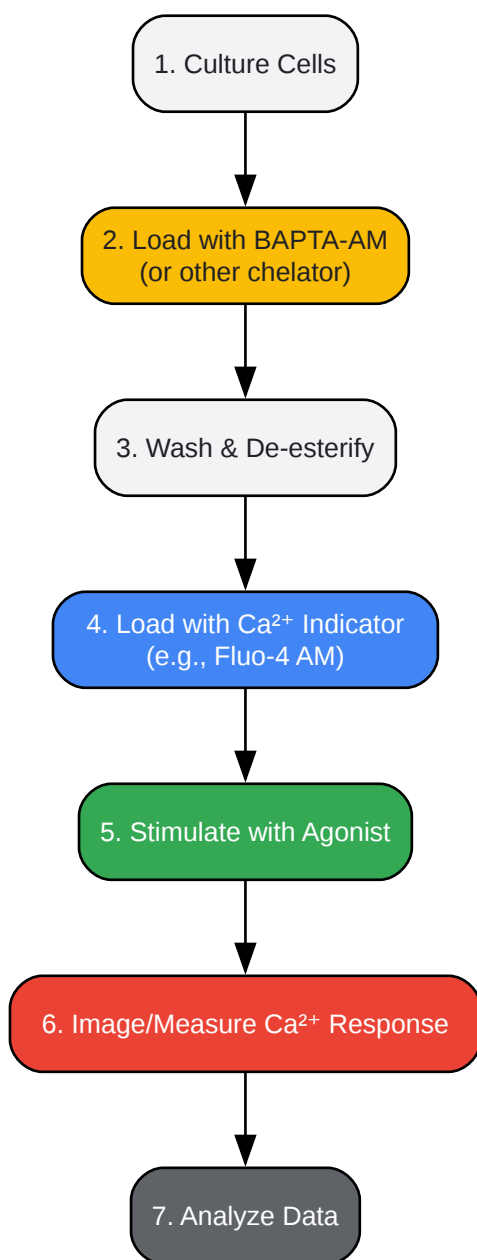 1. Culture Cells
2. Load with BAPTA-AM
(or other chelator)
3. Wash & De-esterify
4. Load with Ca²⁺ Indicator
(e.g., Fluo-4 AM)
5. Stimulate with Agonist
6. Image/Measure Ca²⁺ Response
7. Analyze Data